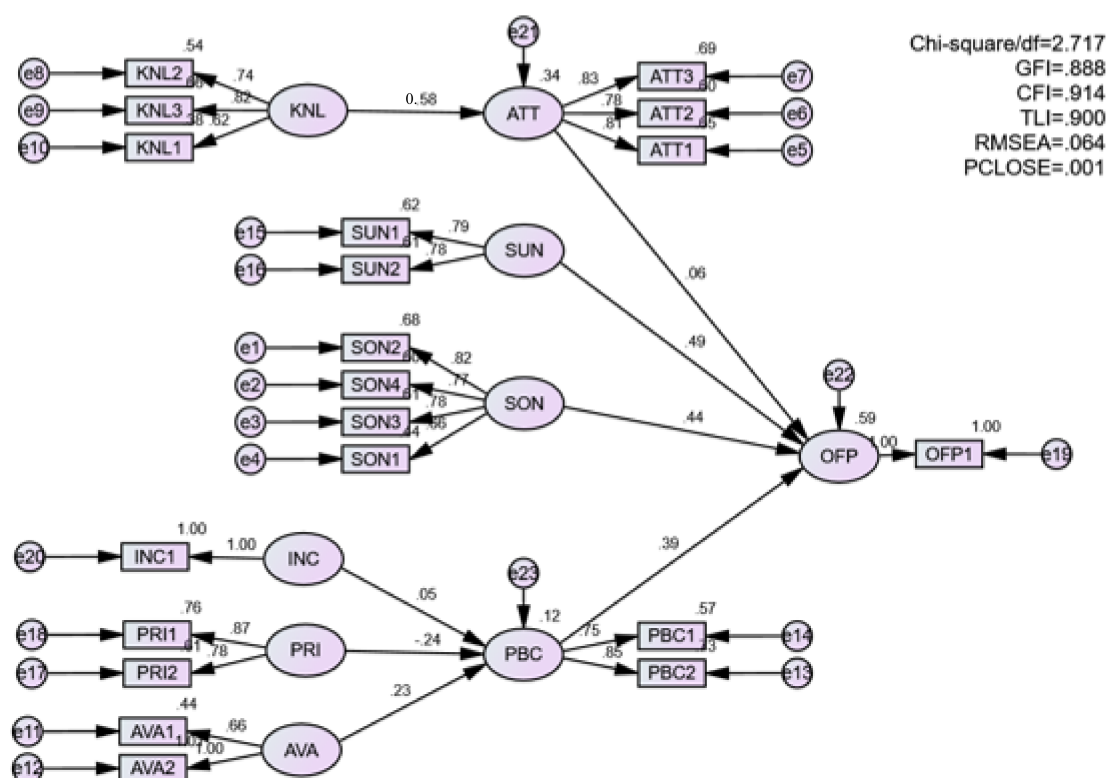 e21
.54
.69
Chi-square/df=2.717
e8
KNL2
.74
.34
.83
ATT3
e7
GFI=.888
.82
.60
CFI=.914
e9
KNL3
KNL
0.58
ATT
.78
ATT2
e6
TLI=.900
.62
.81
RMSEA=.064
e10
KNL1
ATT1
e5
PCLOSE=.001
.62
e15
SUN1
.79
SUN
.61
.78
e16
SUN2
.06
.68
.49
e1
SON2
.82
e22
e2
SON4
.77
.61
SON
.44
e3
SON3
.78
.66
.59
1.00
.44
e4
SON1
OFP
1.00
OFP1
e19
1.00
e20
INC1
1.00
INC
.39
e23
.05
.76
.12
.57
e18
PRI1
.87
.75
PBC1
e14
.61
PRI
-.24
PBC
e17
PRI2
.78
.85
PBC2
e13
.23
.44
e11
AVA1
.66
AVA
1.00
e12
AVA2